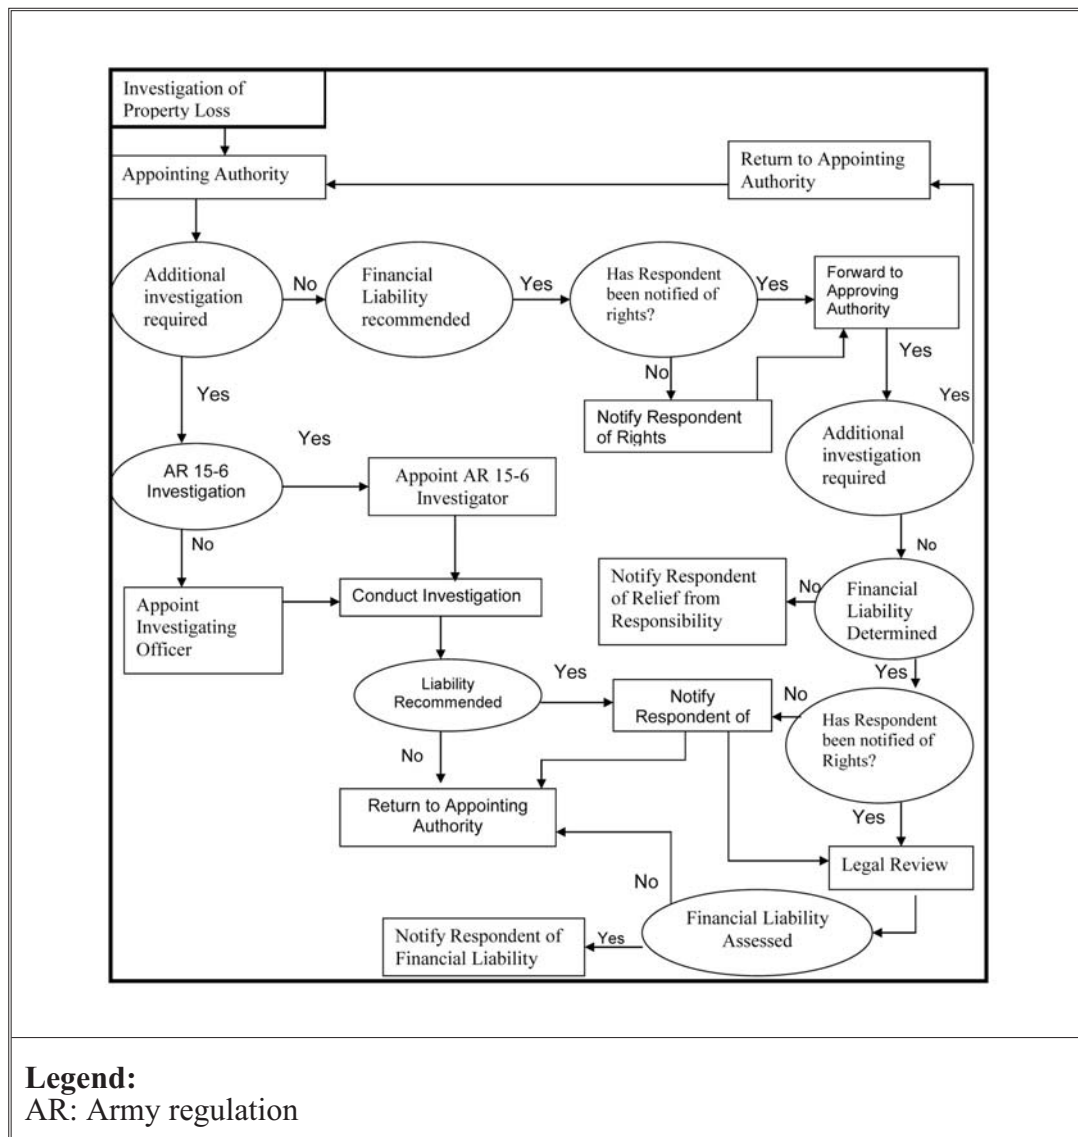 Investigation of
Property Loss
Appointing Authority
Return to Appointing
Authority
Additional
investigation
required
No
Financial
Liability
recommended
Yes
Has Respondent
been notified of
rights?
Yes
Forward to
Approving
Authority
Yes
No
Yes
Yes
Notify Respondent
of Rights
Additional
investigation
required
Yes
AR 15-6
Investigation
Appoint AR 15-6
Investigator
No
No
Appoint
Investigating
Officer
Conduct Investigation
Notify Respondent
of Relief from
Responsibility
No
Financial
Liability
Determined
Liability
Recommended
Yes
Notify
Respondent of
No
Yes
Has Respondent
been notified of
Rights?
No
Return to Appointing
Authority
Yes
Legal Review
No
Financial Liability
Assessed
Yes
Notify Respondent of
Financial Liability
Legend:
AR: Army regulation